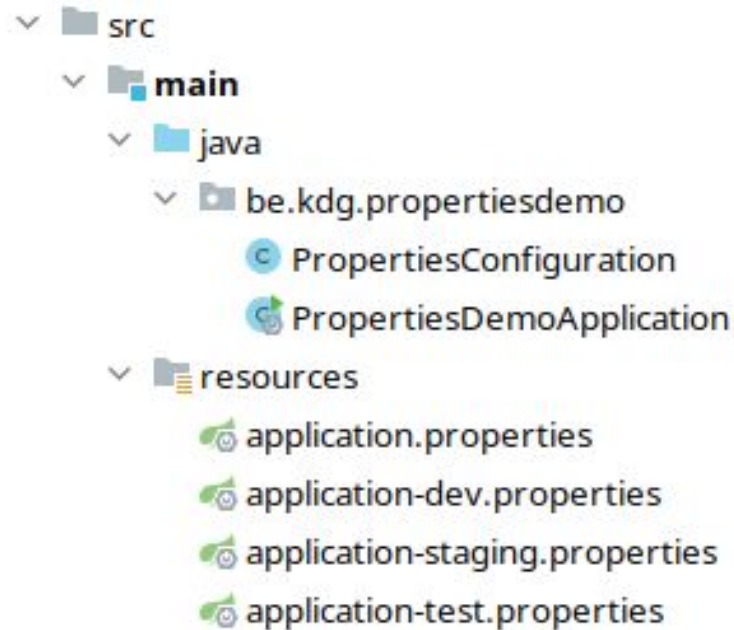 src
main
java
be.kdg.propertiesdemo
C PropertiesConfiguration
C PropertiesDemoApplication
resources
application.properties
application-dev.properties
application-staging.properties
application-test.properties